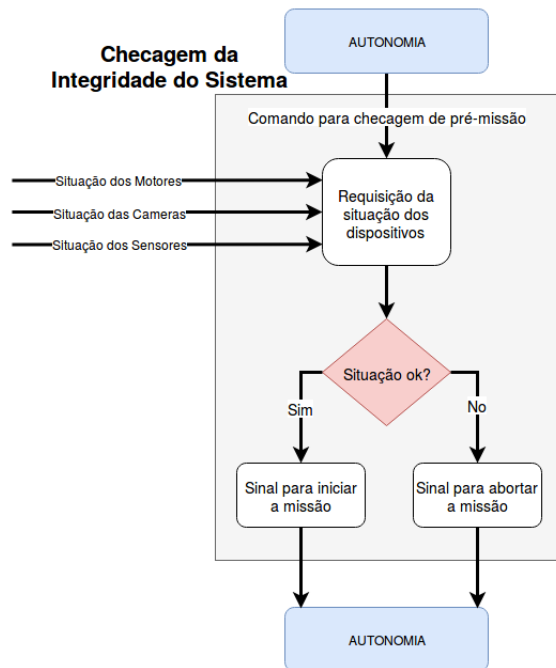 AUTONOMIA
Checagem da
Integridade do Sistema
Comando para checagem de pré-missão
Situação dos Motores
Situação das Cameras
Situação dos Sensores
Requisição da
situação dos
dispositivos
Situação ok?
Sim
No
Sinal para iniciar
a missão
Sinal para abortar
a missão
AUTONOMIA